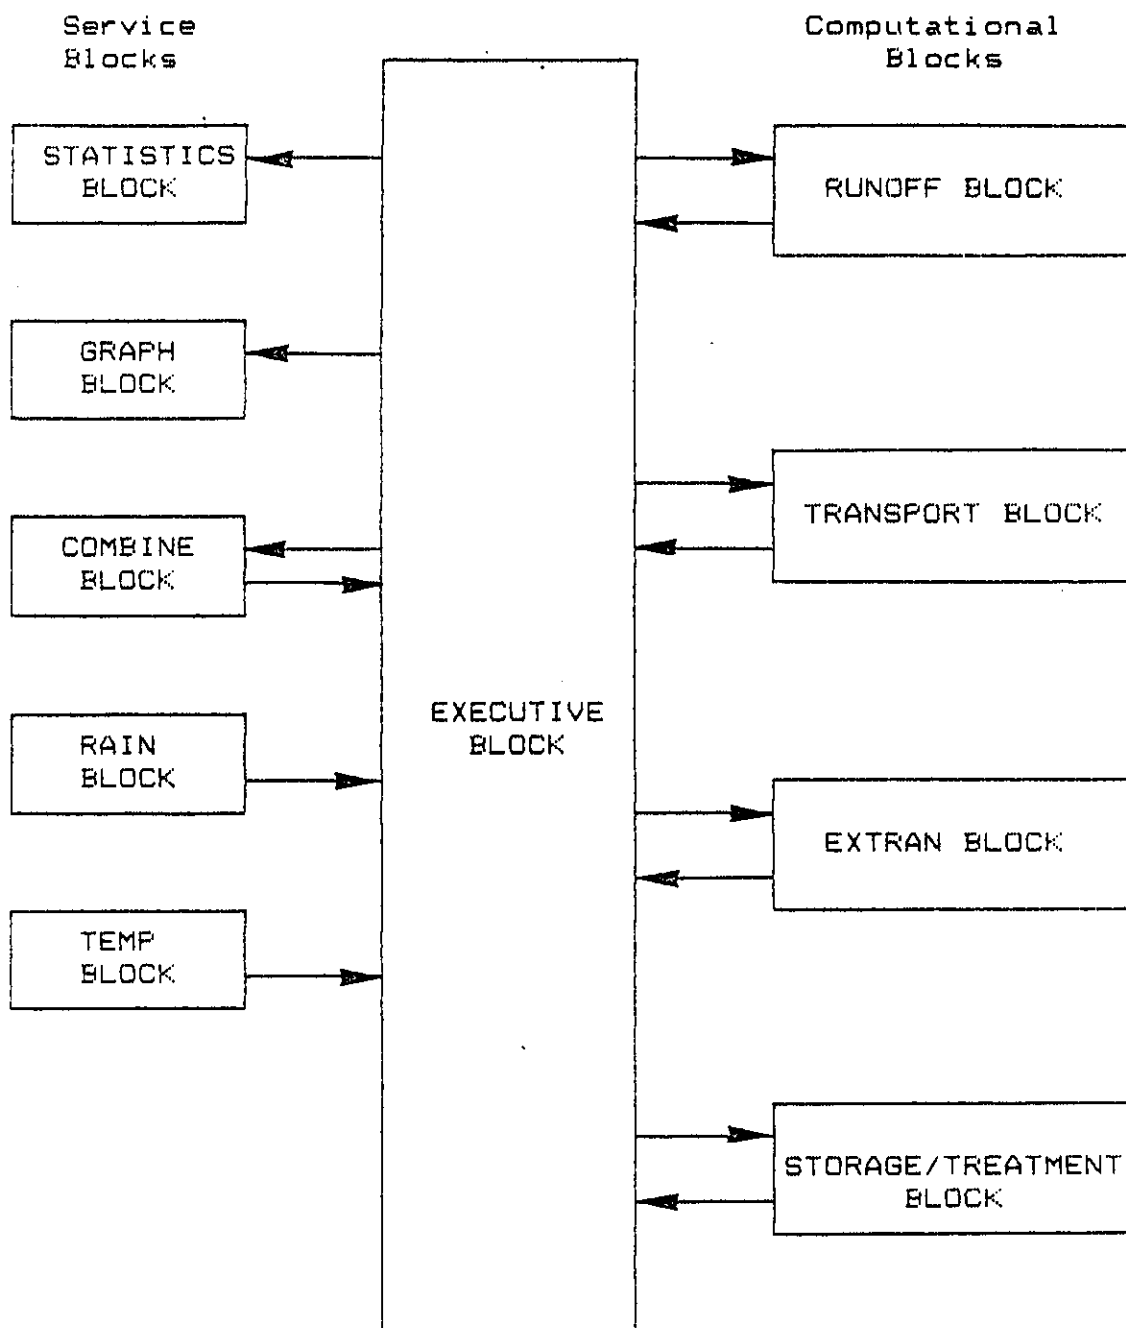 Service
Blocks
Computational
Blocks
STATISTICS
BLOCK
RUNOFF BLOCK
GRAPH
BLOCK
TRANSPORT BLOCK
COMBINE
BLOCK
EXECUTIVE
BLOCK
RAIN
BLOCK
EXTRAN BLOCK
TEMP
BLOCK
STORAGE/TREATMENT
BLOCK